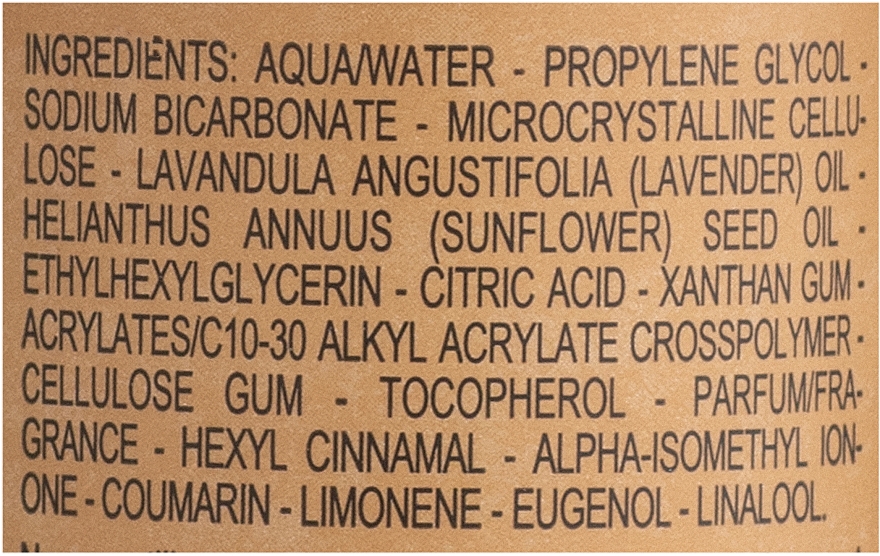 INGREDIENTS: AQUA/WATER - PROPYLENE GLYCOL -
SODIUM BICARBONATE - MICROCRYSTALLINE CELLU-
LOSE - LAVANDULA ANGUSTIFOLIA (LAVENDER) OIL -
HELIANTHUS ANNUUS (SUNFLOWER) SEED OIL -
ETHYLHEXYLGLYCERIN - CITRIC ACID - XANTHAN GUM -
ACRYLATES/C10-30 ALKYL ACRYLATE CROSSPOLYMER -
CELLULOSE GUM - TOCOPHEROL - PARFUM/FRA-
GRANCE - HEXYL CINNAMAL - ALPHA-ISOMETHYL ION-
ONE - COUMARIN - LIMONENE - EUGENOL - LINALOOL.